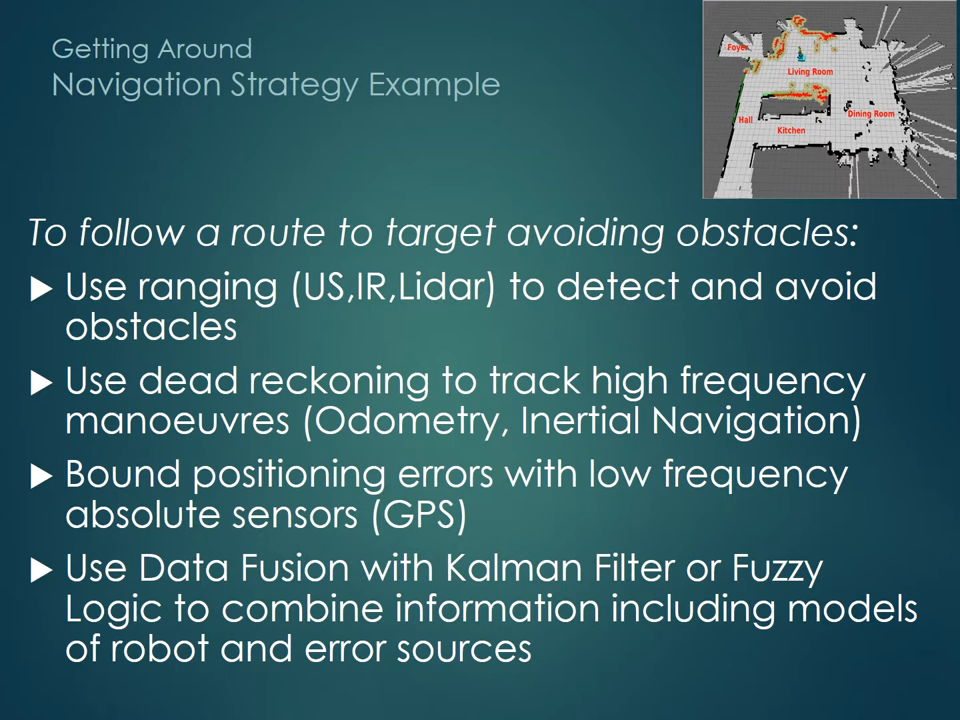 Getting Around
Navigation Strategy Example
Foyer
Living Room
Hall
Dining Room
Kitchen
To follow a route to target avoiding obstacles:
Use ranging (US,IR,Lidar) to detect and avoid
obstacles
Use dead reckoning to track high frequency
manoeuvres (Odometry, Inertial Navigation)
Bound positioning errors with low frequency
absolute sensors (GPS)
Use Data Fusion with Kalman Filter or Fuzzy
Logic to combine information including models
of robot and error sources